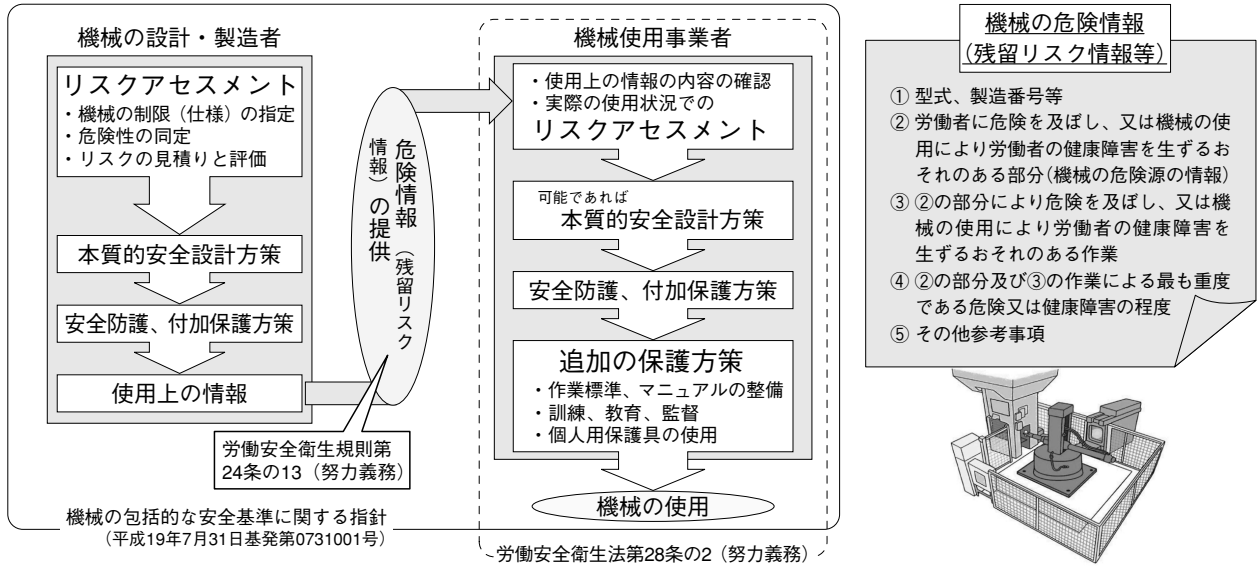 機械の設計・製造者
リスクアセスメント
・機械の制限（仕様）の指定
・危険性の同定
・リスクの見積りと評価
本質的安全設計方策
安全防護、付加保護方策
使用上の情報
危険情報（残留リスク
情報）の提供
労働安全衛生規則第
24条の13（努力義務）
機械の包括的な安全基準に関する指針
（平成19年7月31日基発第0731001号）
機械使用事業者
・使用上の情報の内容の確認
・実際の使用状況での
リスクアセスメント
可能であれば
本質的安全設計方策
安全防護、付加保護方策
追加の保護方策
・作業標準、マニュアルの整備
・訓練、教育、監督
・個人用保護具の使用
機械の使用
労働安全衛生法第28条の2（努力義務）
機械の危険情報
(残留リスク情報等)
① 型式、製造番号等
② 労働者に危険を及ぼし、又は機械の使
用により労働者の健康障害を生ずるお
それのある部分(機械の危険源の情報)
③ ②の部分により危険を及ぼし、又は機
械の使用により労働者の健康障害を
生ずるおそれのある作業
④ ②の部分及び③の作業による最も重度
である危険又は健康障害の程度
⑤ その他参考事項